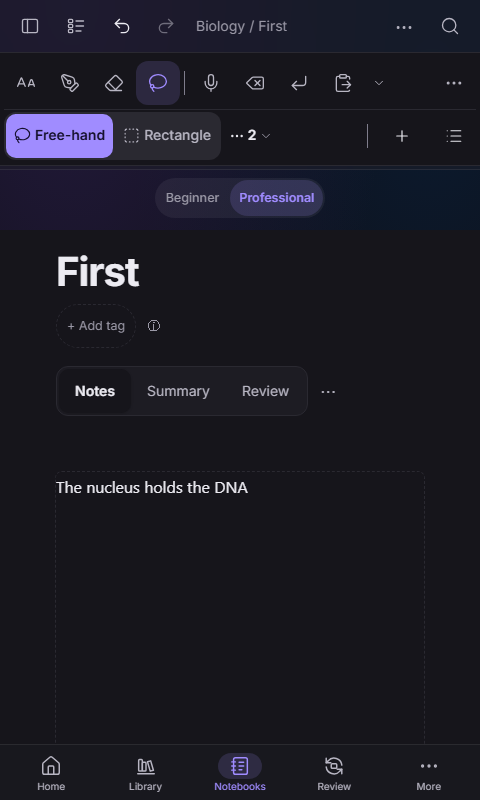 Biology / First
AA
Free-hand
Rectangle
2
Beginner
Professional
First
+ Add tag
Notes
Summary
Review
The nucleus holds the DNA
Home
Library
Notebooks
Review
More